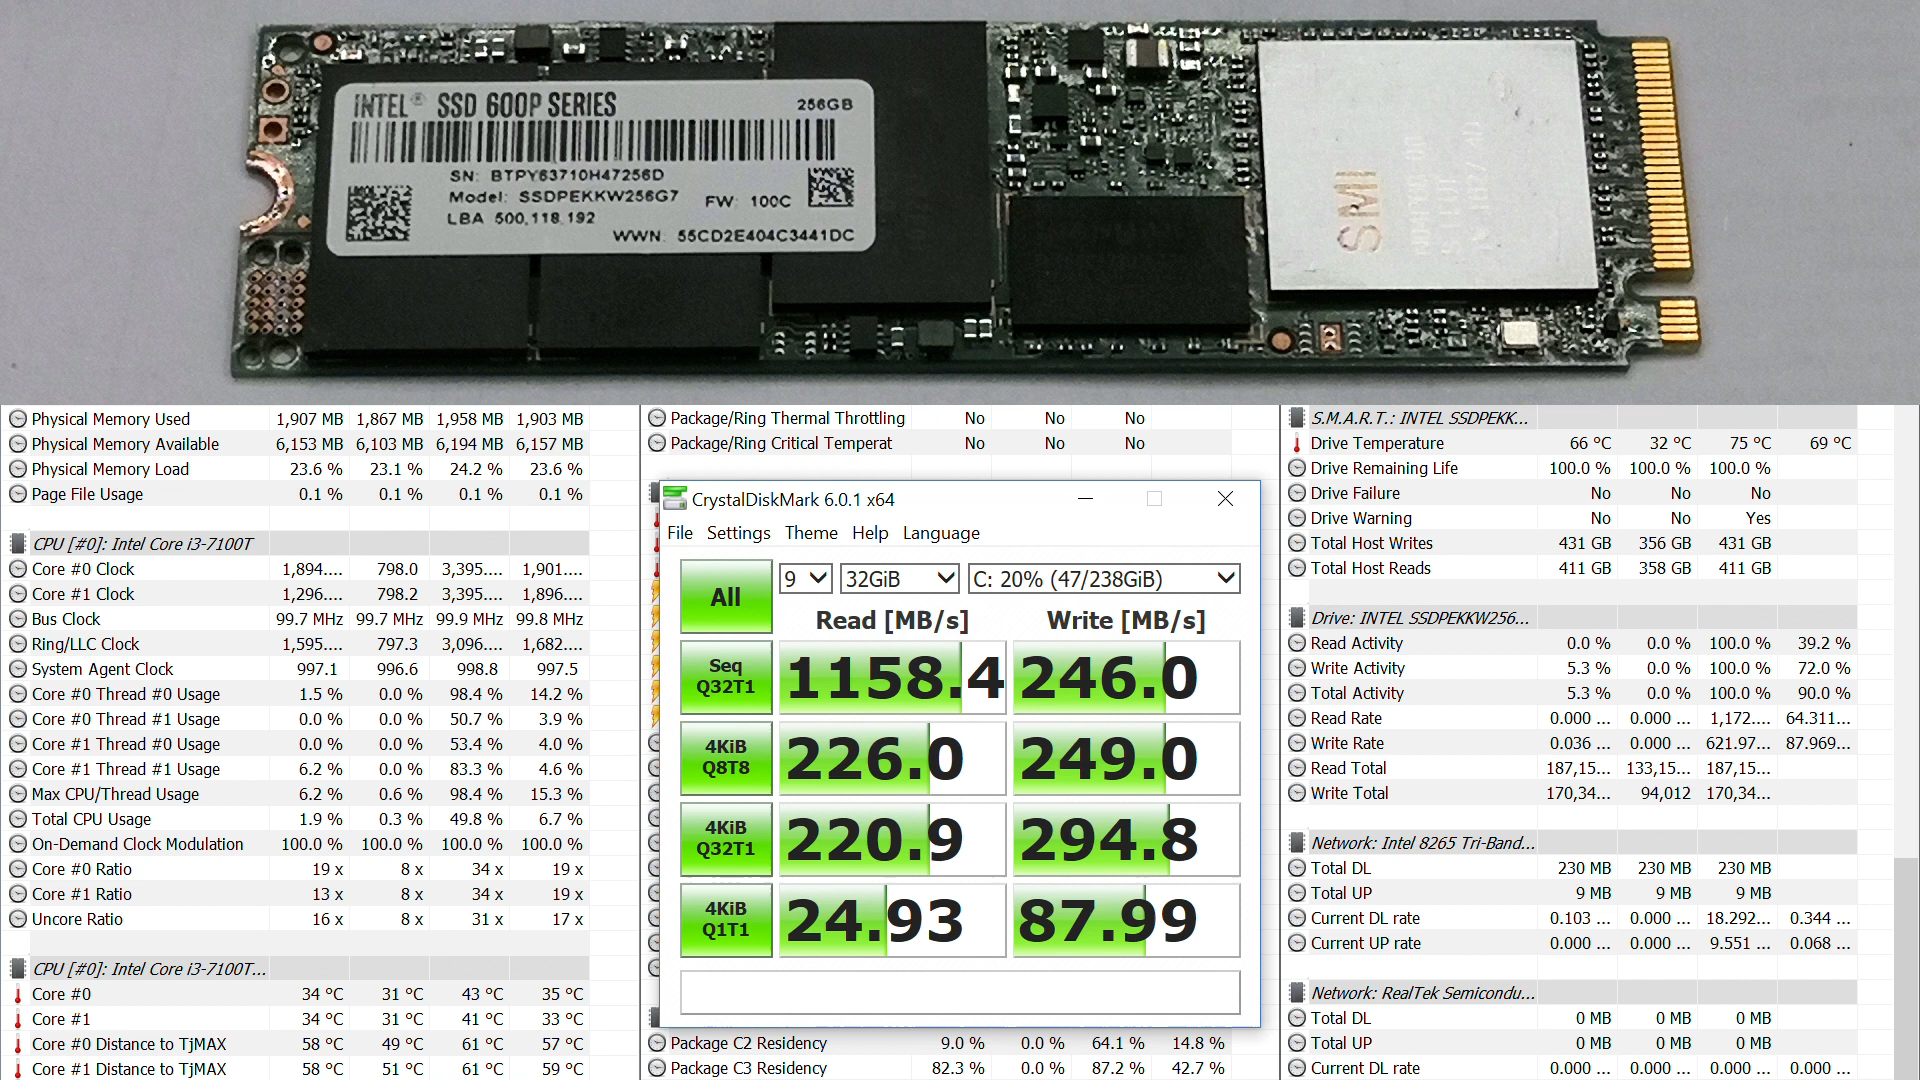 INTEL® SSD 600P SERIES 256GB
SN: BTPY63710H47256D
Model: SSDPEKKW256G7 FW: 100C
LBA 500,118,192
WWN: 55CD2E404C3441DC
SMI
Physical Memory Used 1,907 MB 1,867 MB 1,958 MB 1,903 MB
Physical Memory Available 6,153 MB 6,103 MB 6,194 MB 6,157 MB
Physical Memory Load 23.6 % 23.1 % 24.2 % 23.6 %
Page File Usage 0.1 % 0.1 % 0.1 % 0.1 %
CPU [#0]: Intel Core i3-7100T
Core #0 Clock 1,894.... 798.0 3,395.... 1,901....
Core #1 Clock 1,296.... 798.2 3,395.... 1,896....
Bus Clock 99.7 MHz 99.7 MHz 99.9 MHz 99.8 MHz
Ring/LLC Clock 1,595.... 797.3 3,096.... 1,682....
System Agent Clock 997.1 996.6 998.8 997.5
Core #0 Thread #0 Usage 1.5 % 0.0 % 98.4 % 14.2 %
Core #0 Thread #1 Usage 0.0 % 0.0 % 50.7 % 3.9 %
Core #1 Thread #0 Usage 0.0 % 0.0 % 53.4 % 4.0 %
Core #1 Thread #1 Usage 6.2 % 0.0 % 83.3 % 4.6 %
Max CPU/Thread Usage 6.2 % 0.6 % 98.4 % 15.3 %
Total CPU Usage 1.9 % 0.3 % 49.8 % 6.7 %
On-Demand Clock Modulation 100.0 % 100.0 % 100.0 % 100.0 %
Core #0 Ratio 19 x 8 x 34 x 19 x
Core #1 Ratio 13 x 8 x 34 x 19 x
Uncore Ratio 16 x 8 x 31 x 17 x
CPU [#0]: Intel Core i3-7100T...
Core #0 34 °C 31 °C 43 °C 35 °C
Core #1 34 °C 31 °C 41 °C 33 °C
Core #0 Distance to TjMAX 58 °C 49 °C 61 °C 57 °C
Core #1 Distance to TjMAX 58 °C 51 °C 61 °C 59 °C
Package/Ring Thermal Throttling No No No
Package/Ring Critical Temperat No No No
CrystalDiskMark 6.0.1 x64
File Settings Theme Help Language
All 9 32GiB C: 20% (47/238GiB)
Read [MB/s] Write [MB/s]
Seq Q32T1 1158.4 246.0
4KiB Q8T8 226.0 249.0
4KiB Q32T1 220.9 294.8
4KiB Q1T1 24.93 87.99
Package C2 Residency 9.0 % 0.0 % 64.1 % 14.8 %
Package C3 Residency 82.3 % 0.0 % 87.2 % 42.7 %
S.M.A.R.T.: INTEL SSDPEKK...
Drive Temperature 66 °C 32 °C 75 °C 69 °C
Drive Remaining Life 100.0 % 100.0 % 100.0 %
Drive Failure No No No
Drive Warning No No Yes
Total Host Writes 431 GB 356 GB 431 GB
Total Host Reads 411 GB 358 GB 411 GB
Drive: INTEL SSDPEKKW256...
Read Activity 0.0 % 0.0 % 100.0 % 39.2 %
Write Activity 5.3 % 0.0 % 100.0 % 72.0 %
Total Activity 5.3 % 0.0 % 100.0 % 90.0 %
Read Rate 0.000 ... 0.000 ... 1,172.... 64.311...
Write Rate 0.036 ... 0.000 ... 621.97... 87.969...
Read Total 187,15... 133,15... 187,15...
Write Total 170,34... 94,012 170,34...
Network: Intel 8265 Tri-Band...
Total DL 230 MB 230 MB 230 MB
Total UP 9 MB 9 MB 9 MB
Current DL rate 0.103 ... 0.000 ... 18.292... 0.344 ...
Current UP rate 0.000 ... 0.000 ... 9.551 ... 0.068 ...
Network: RealTek Semicondu...
Total DL 0 MB 0 MB 0 MB
Total UP 0 MB 0 MB 0 MB
Current DL rate 0.000 ... 0.000 ... 0.000 ... 0.000 ...